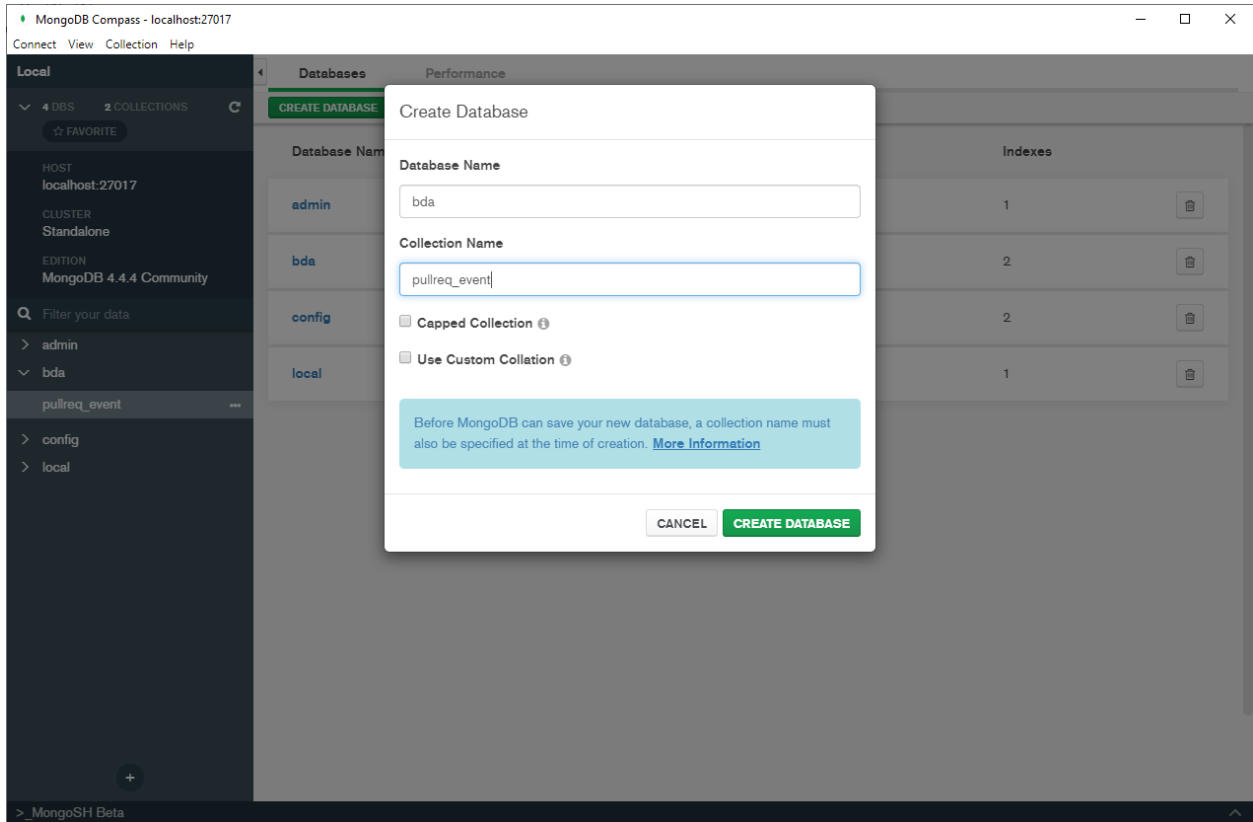 MongoDB Compass - localhost:27017
Connect View Collection Help
Local
4 DBS 2 COLLECTIONS
☆ FAVORITE
HOST
localhost:27017
CLUSTER
Standalone
EDITION
MongoDB 4.4.4 Community
Filter your data
admin
bda
pullreq_event
config
local
>_MongoSH Beta
Databases Performance
CREATE DATABASE
Database Nam Indexes
admin 1
bda 2
config 2
local 1
Create Database
Database Name
bda
Collection Name
pullreq_event
Capped Collection
Use Custom Collation
Before MongoDB can save your new database, a collection name must
also be specified at the time of creation. More Information
CANCEL CREATE DATABASE